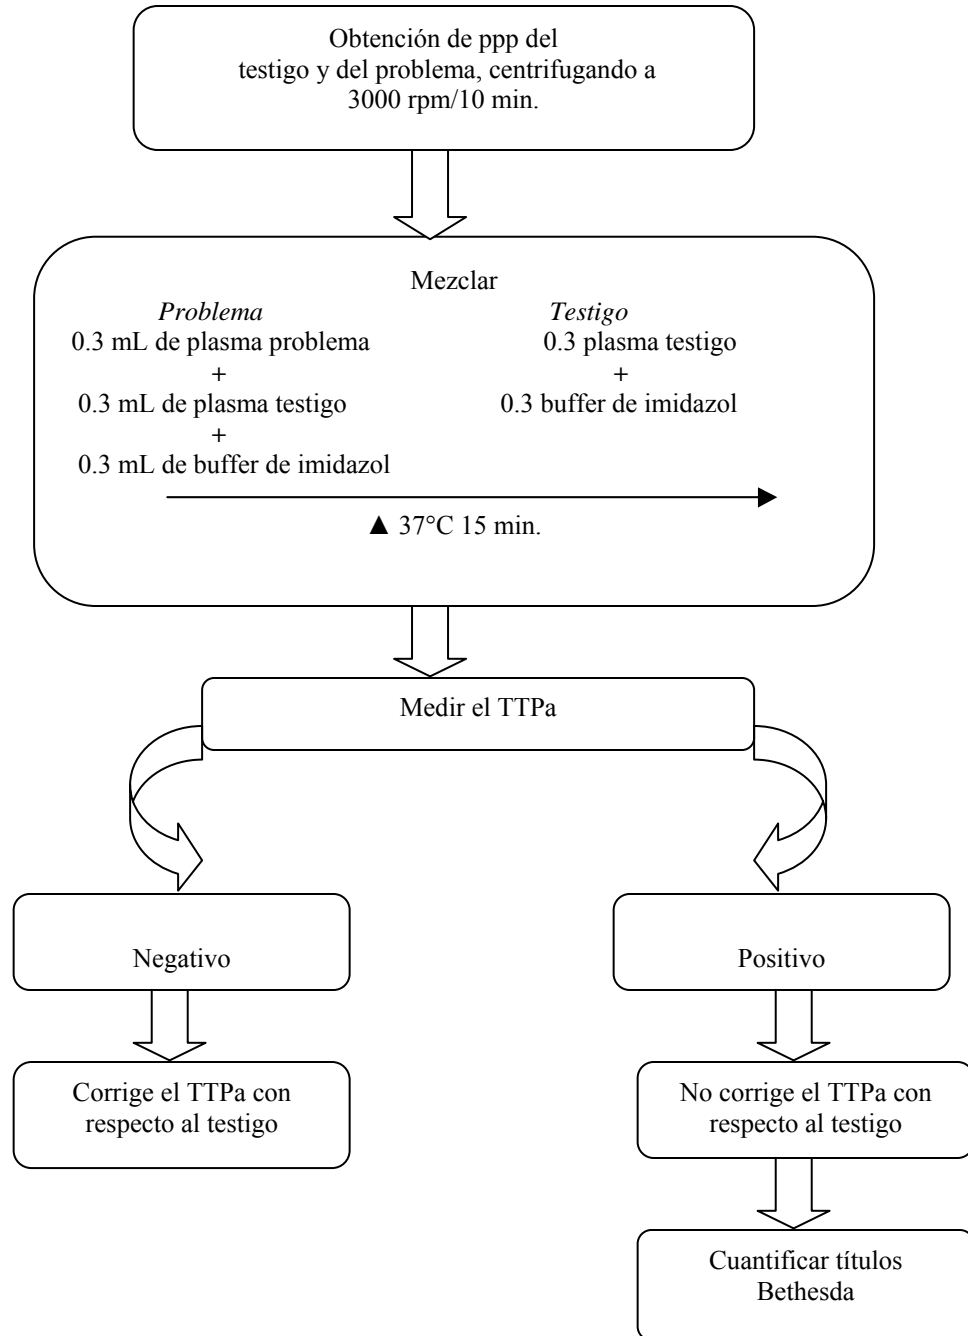 Obtención de ppp del
testigo y del problema, centrifugando a
3000 rpm/10 min.
Mezclar
Problema
0.3 mL de plasma problema
+
0.3 mL de plasma testigo
+
0.3 mL de buffer de imidazol
Testigo
0.3 plasma testigo
+
0.3 buffer de imidazol
▲ 37°C 15 min.
Medir el TTPa
Negativo
Corrige el TTPa con
respecto al testigo
Positivo
No corrige el TTPa con
respecto al testigo
Cuantificar títulos
Bethesda